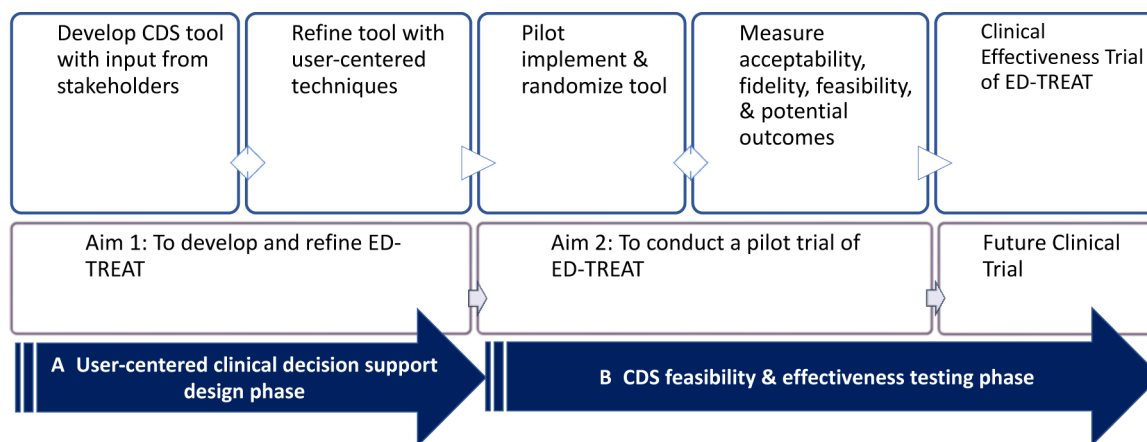 Develop CDS tool
with input from
stakeholders
Refine tool with
user-centered
techniques
Pilot
implement &
randomize tool
Measure
acceptability,
fidelity, feasibility,
& potential
outcomes
Clinical
Effectiveness Trial
of ED-TREAT
Aim 1: To develop and refine ED-
TREAT
Aim 2: To conduct a pilot trial of
ED-TREAT
Future Clinical
Trial
A User-centered clinical decision support
design phase
B CDS feasibility & effectiveness testing phase